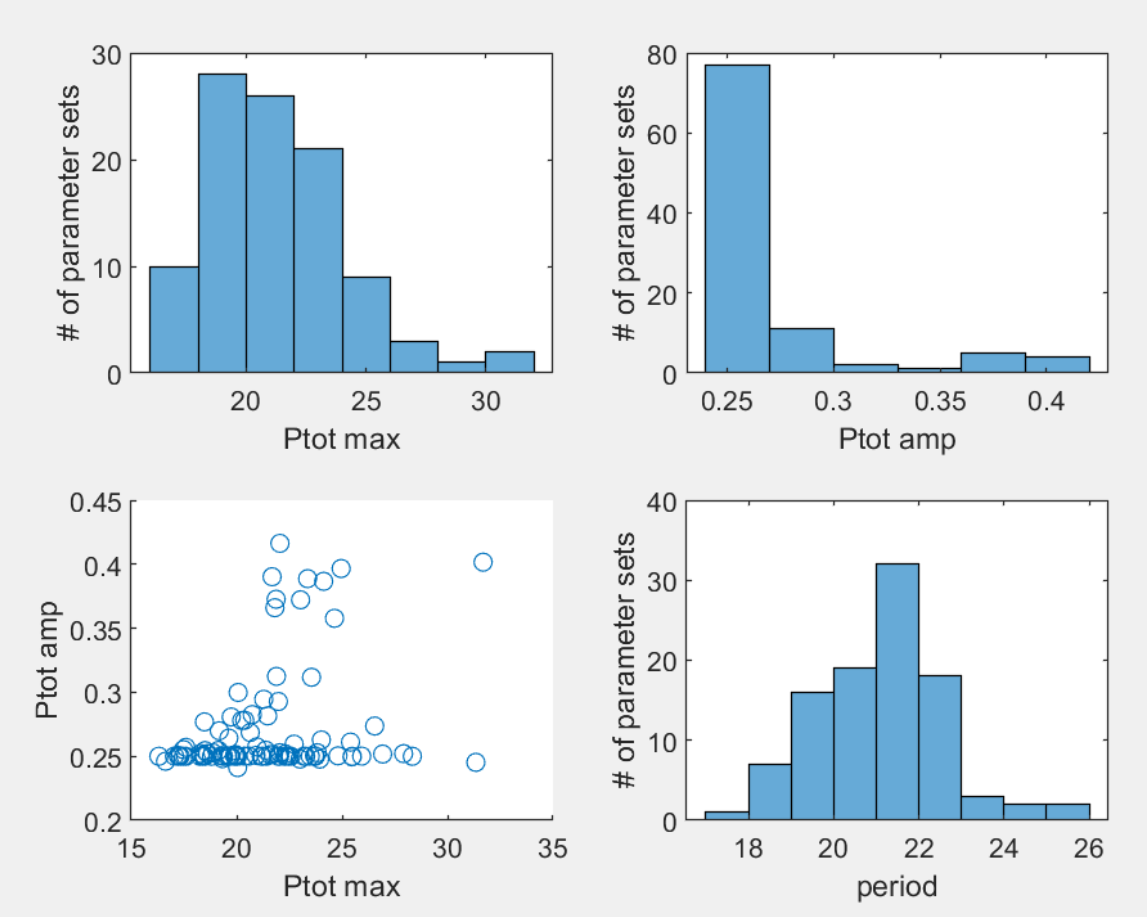 30
20
10
0
# of parameter sets
20 25 30
Ptot max
80
60
40
20
0
# of parameter sets
0.25 0.3 0.35 0.4
Ptot amp
0.45
0.4
0.35
0.3
0.25
0.2
Ptot amp
15 20 25 30 35
Ptot max
40
30
20
10
0
# of parameter sets
18 20 22 24 26
period